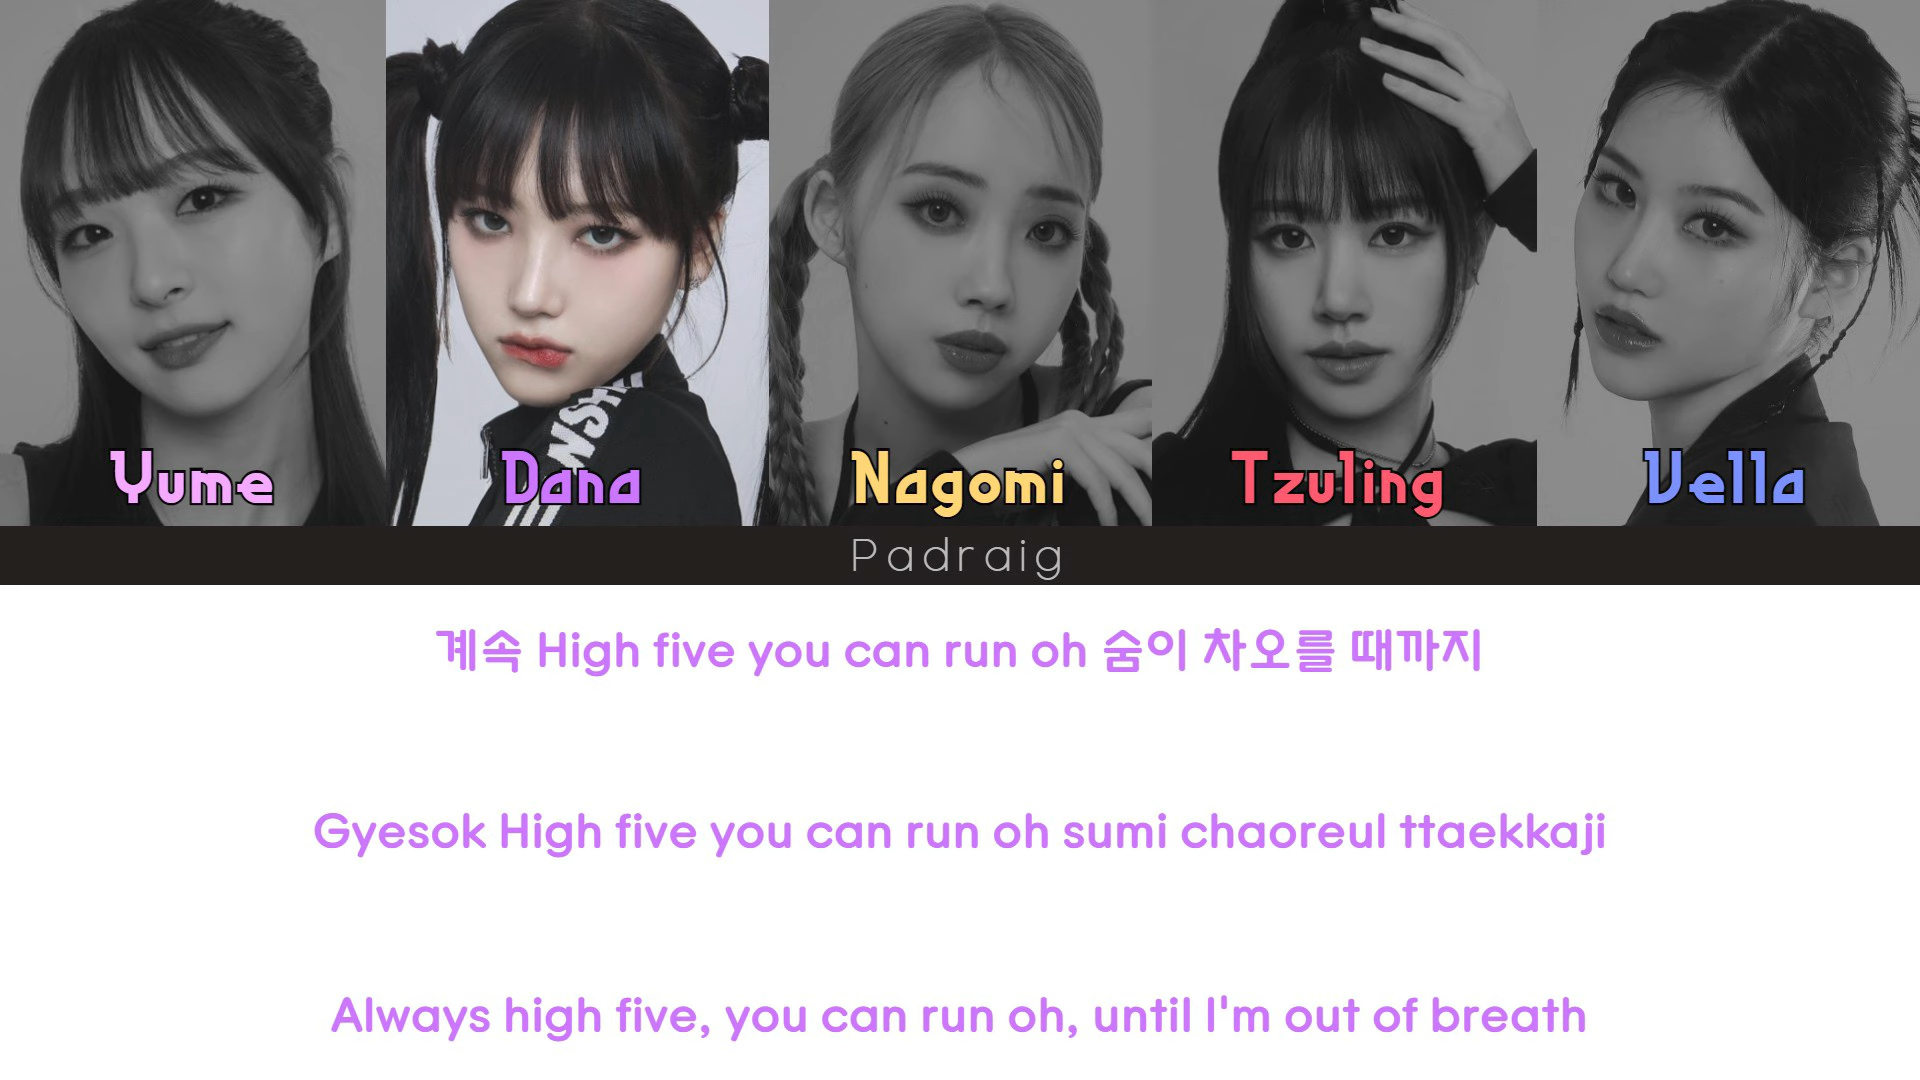 NSH
Yume
Dana
Nagomi
Tzuling
Vella
Padraig
계속 High five you can run oh 숨이 차오를 때까지
Gyesok High five you can run oh sumi chaoreul ttaekkaji
Always high five, you can run oh, until I'm out of breath